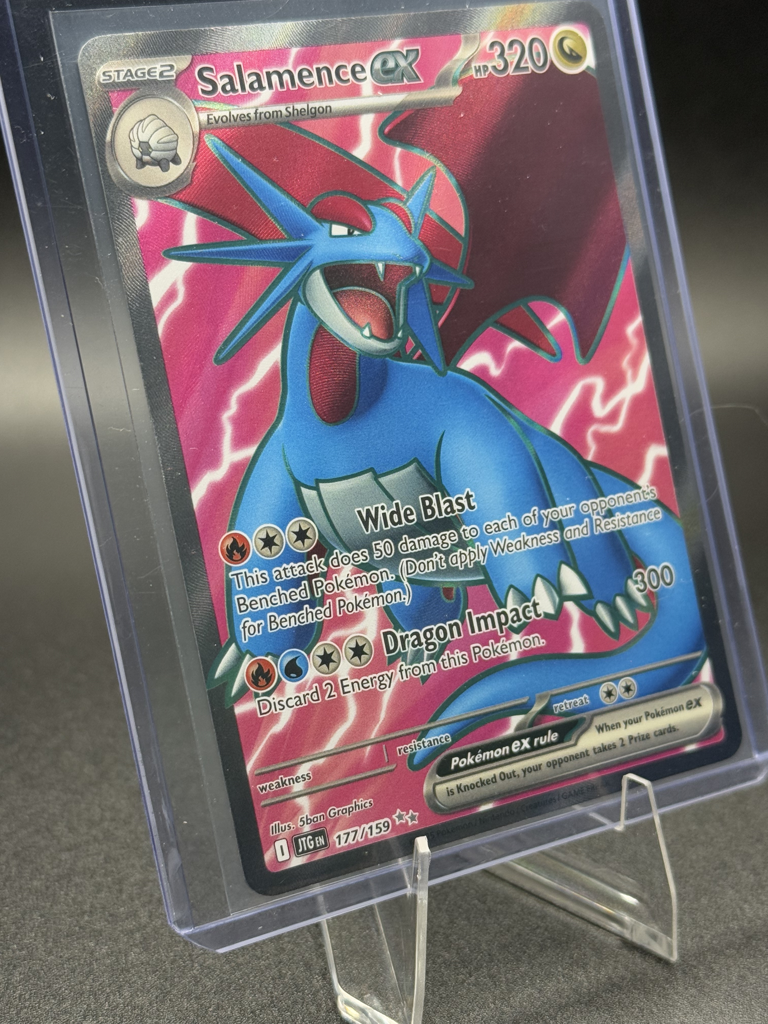 STAGE2 Salamence ex HP 320
Evolves from Shelgon
Wide Blast
This attack does 50 damage to each of your opponent's
Benched Pokémon. (Don't apply Weakness and Resistance
for Benched Pokémon.)
Dragon Impact 300
Discard 2 Energy from this Pokémon.
weakness resistance retreat
Pokémon ex rule When your Pokémon ex
is Knocked Out, your opponent takes 2 Prize cards.
Illus. 5ban Graphics
I JTG EN 177/159